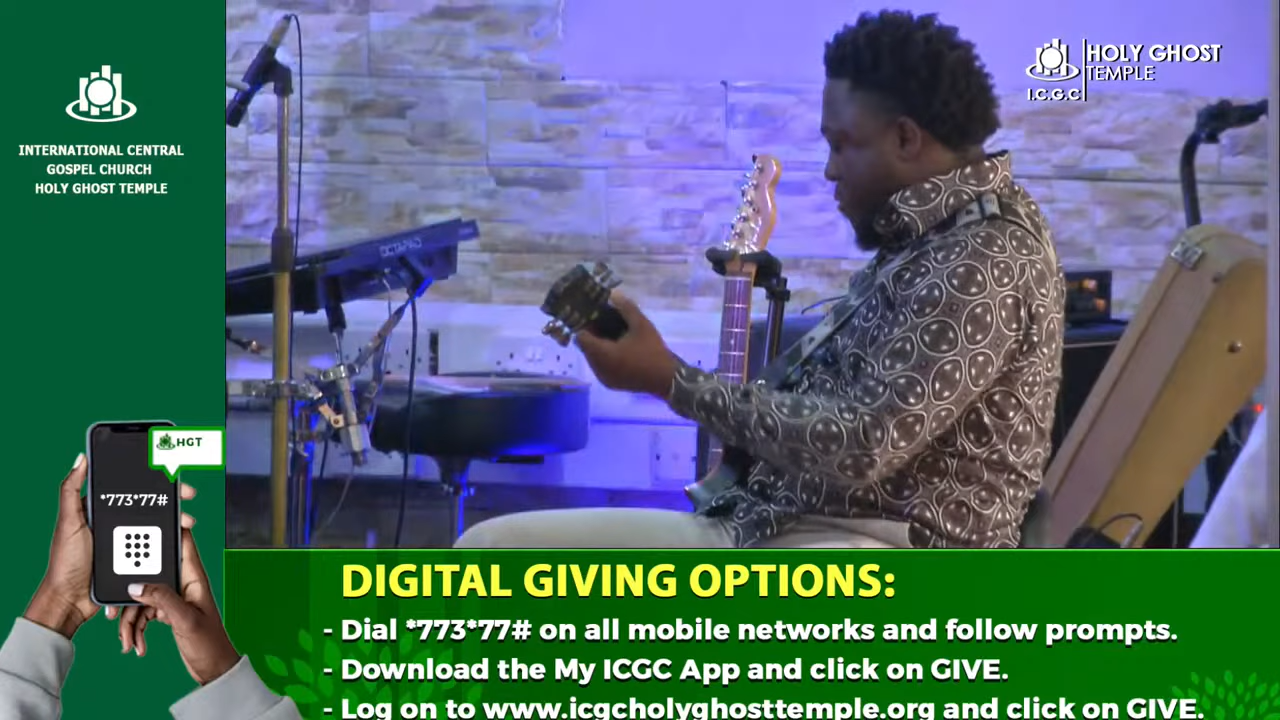 INTERNATIONAL CENTRAL
GOSPEL CHURCH
HOLY GHOST TEMPLE
HOLY GHOST
TEMPLE
I.C.G.C
OCTAPAD
HGT
*773*77#
DIGITAL GIVING OPTIONS:
- Dial *773*77# on all mobile networks and follow prompts.
- Download the My ICGC App and click on GIVE.
- Log on to www.icgcholyghosttemple.org and click on GIVE.